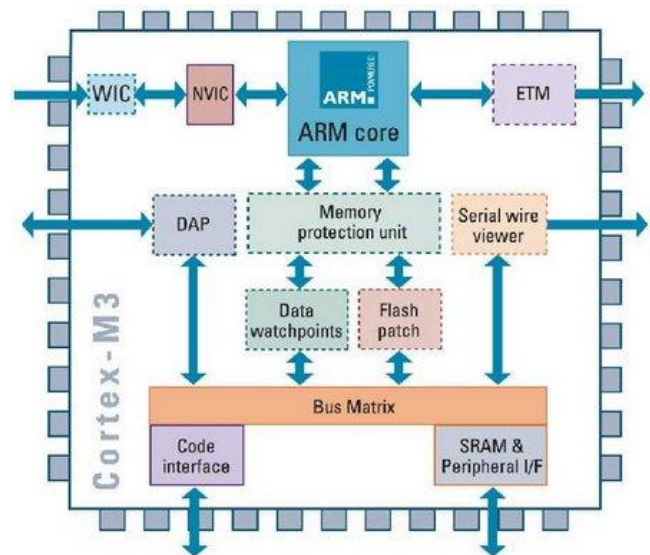 ARM POWERED
ARM core
WIC
NVIC
ETM
DAP
Memory
protection unit
Serial wire
viewer
Data
watchpoints
Flash
patch
Bus Matrix
Code
interface
SRAM &
Peripheral I/F
Cortex-M3